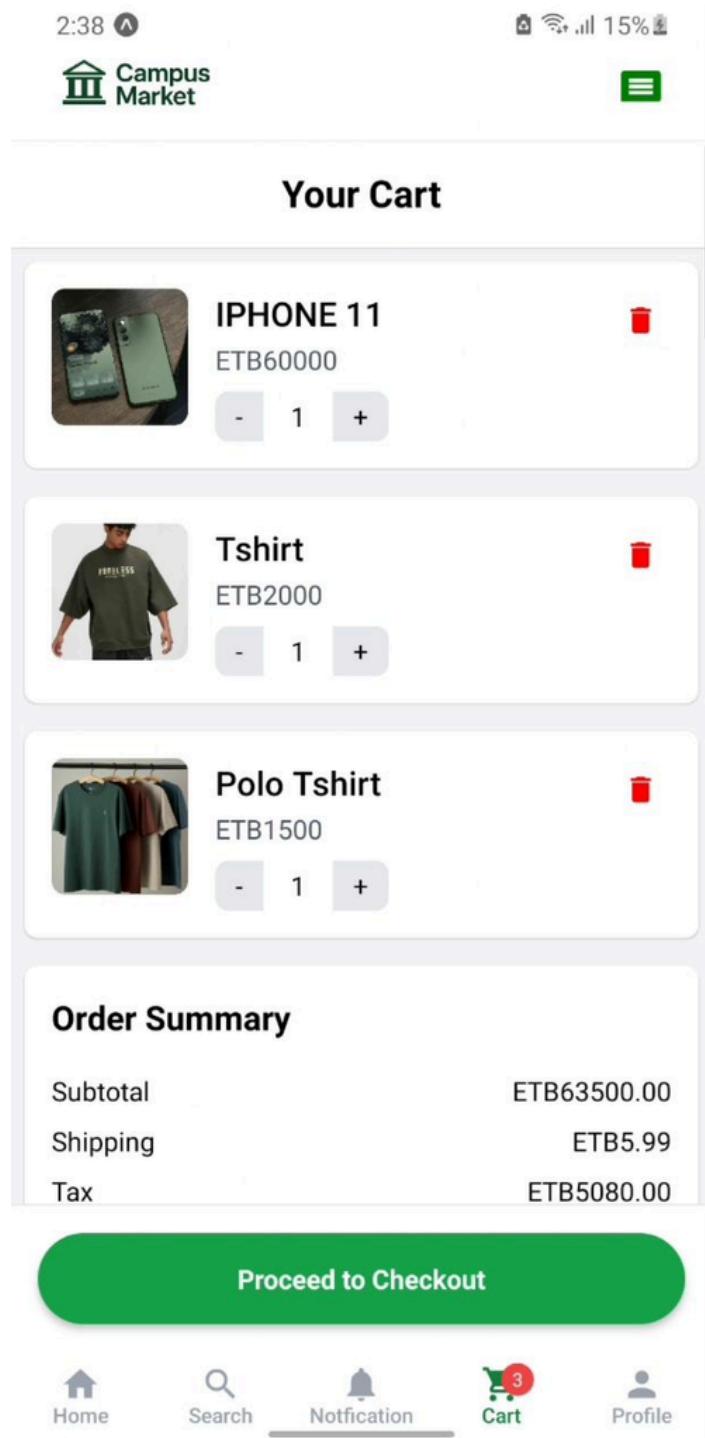 2:38
15%
Campus
Market
Your Cart
IPHONE 11
ETB60000
- 1 +
Tshirt
ETB2000
- 1 +
Polo Tshirt
ETB1500
- 1 +
Order Summary
Subtotal ETB63500.00
Shipping ETB5.99
Tax ETB5080.00
Proceed to Checkout
3
Home Search Notfication Cart Profile